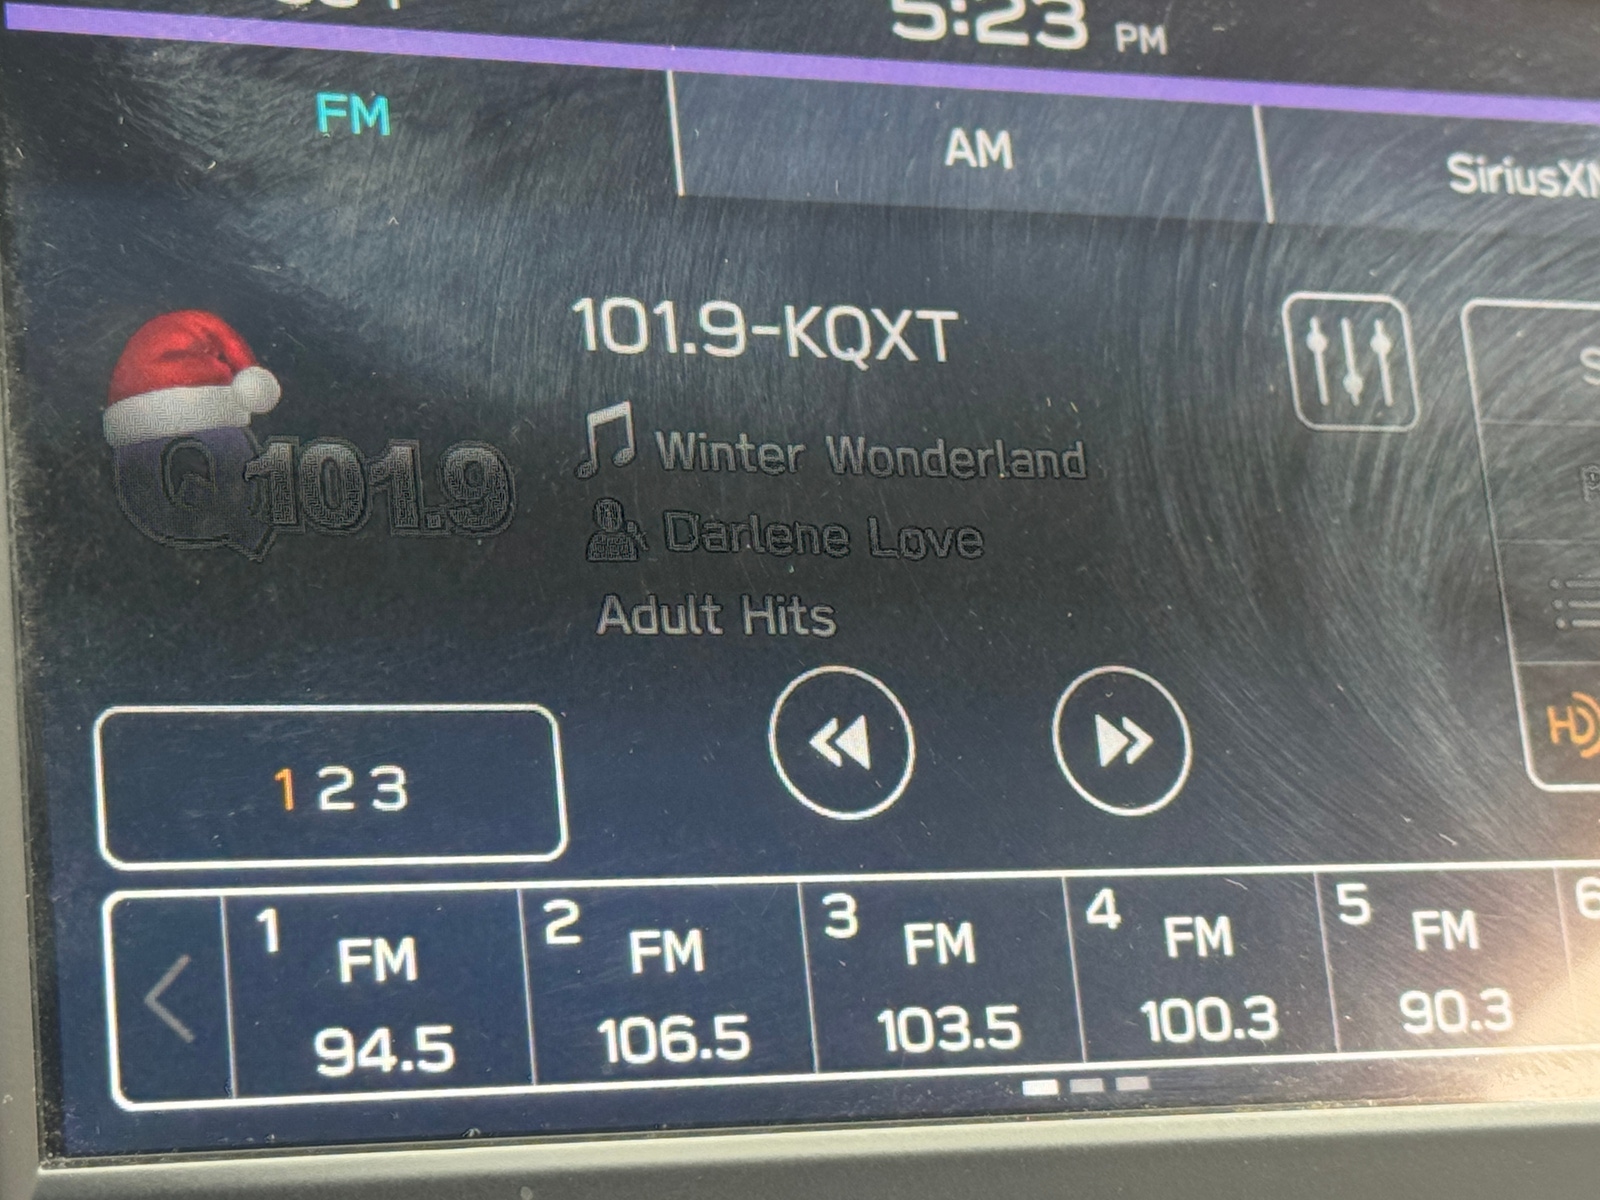 5:23 PM
FM AM SiriusXM
101.9-KQXT
Q101.9
Winter Wonderland
Darlene Love
Adult Hits
HD
1 2 3
1 FM 94.5
2 FM 106.5
3 FM 103.5
4 FM 100.3
5 FM 90.3
6